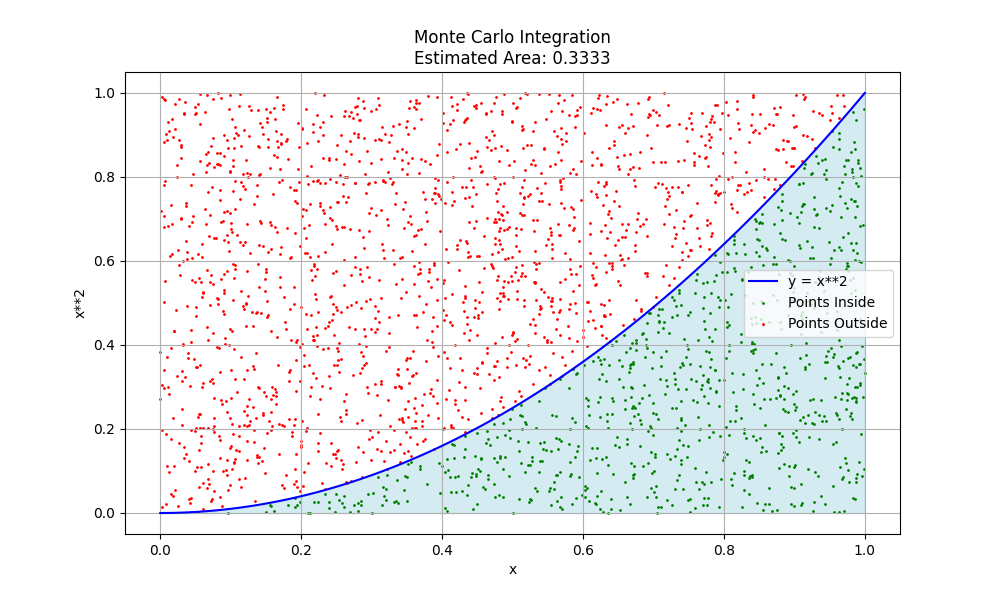 Monte Carlo Integration
Estimated Area: 0.3333
1.0
0.8
0.6
0.4
0.2
0.0
x**2
y = x**2
Points Inside
Points Outside
0.0 0.2 0.4 0.6 0.8 1.0
x